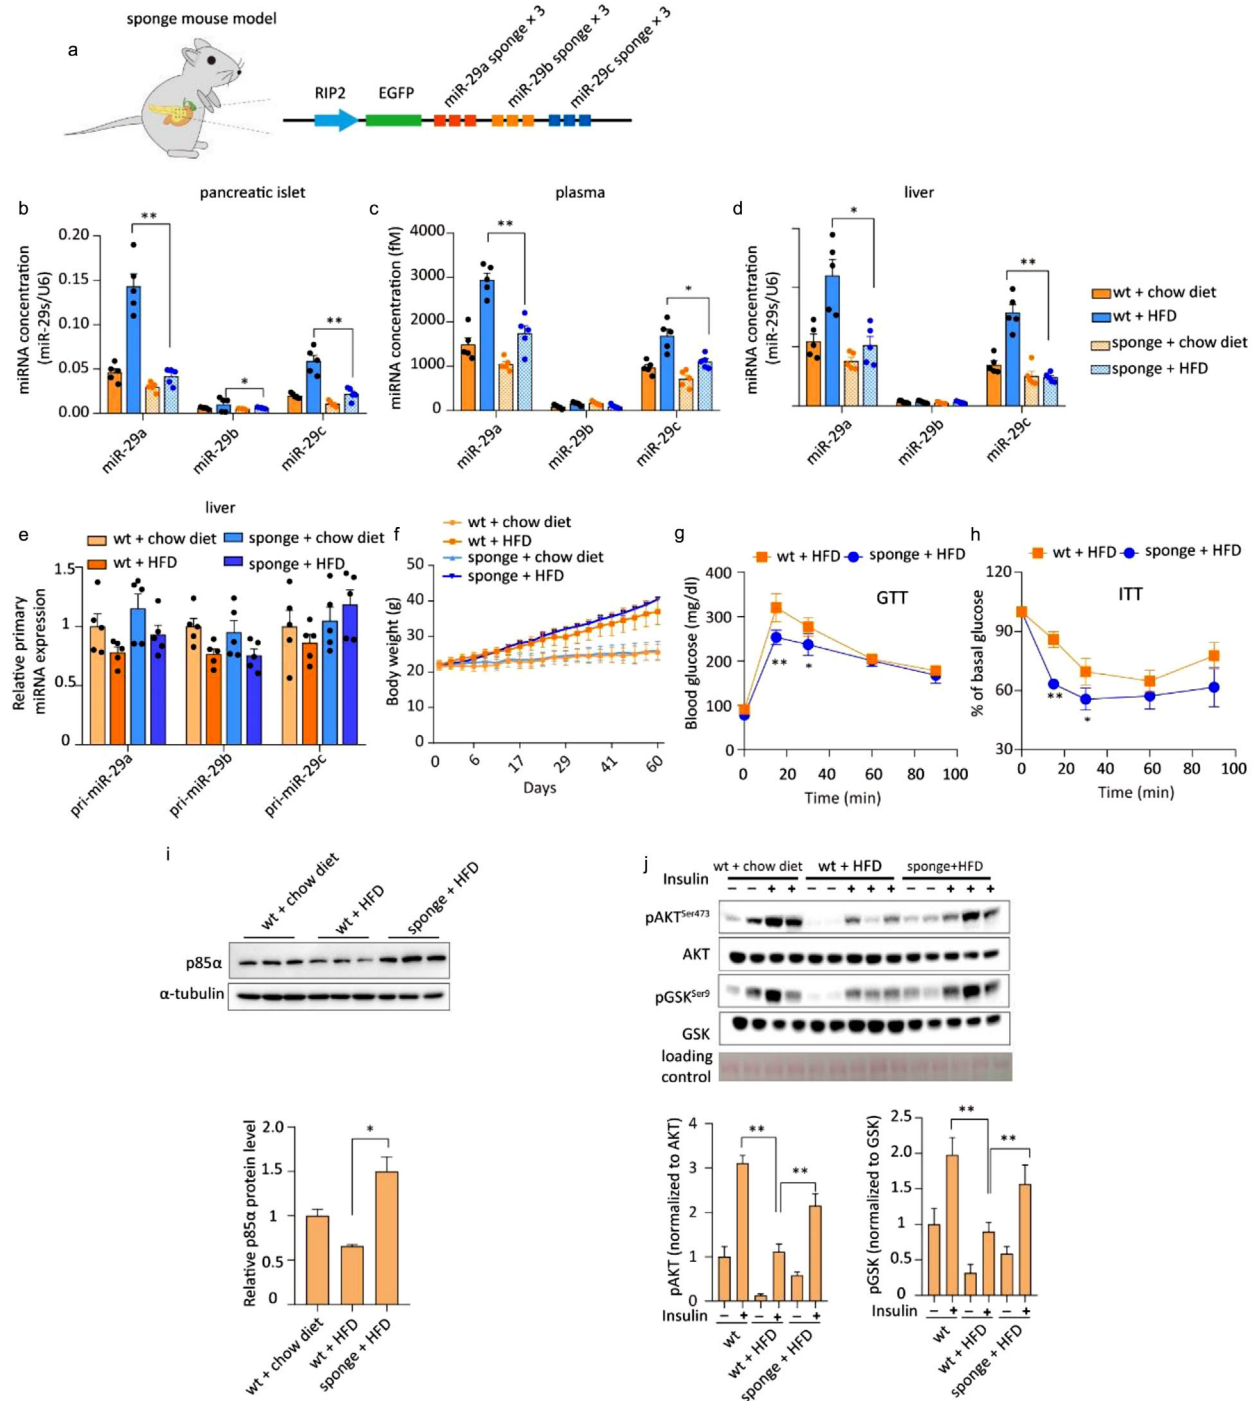 sponge mouse model
a
RIP2
EGFP
miR-29a sponge × 3
miR-29b sponge × 3
miR-29c sponge × 3
pancreatic islet
b
miRNA concentration
(miR-29s/U6)
0.20
0.15
0.10
0.05
0.00
**
*
**
miR-29a
miR-29b
miR-29c
plasma
c
miRNA concentration (fM)
4000
3000
2000
1000
0
**
*
miR-29a
miR-29b
miR-29c
liver
d
miRNA concentration
(miR-29s/U6)
*
**
miR-29a
miR-29b
miR-29c
wt + chow diet
wt + HFD
sponge + chow diet
sponge + HFD
liver
e
wt + chow diet
wt + HFD
sponge + chow diet
sponge + HFD
Relative primary
miRNA expression
1.5
1
0.5
0
pri-miR-29a
pri-miR-29b
pri-miR-29c
f
wt + chow diet
wt + HFD
sponge + chow diet
sponge + HFD
Body weight (g)
50
40
30
20
10
0
0 6 17 29 41 60
Days
g
wt + HFD
sponge + HFD
GTT
Blood glucose (mg/dl)
400
300
200
100
0
**
*
0 20 40 60 80 100
Time (min)
h
wt + HFD
sponge + HFD
ITT
% of basal glucose
120
90
60
30
**
*
0 20 40 60 80 100
Time (min)
i
wt + chow diet
wt + HFD
sponge + HFD
p85α
α-tubulin
Relative p85α protein level
2.0
1.5
1
0.5
0
*
wt + chow diet
wt + HFD
sponge + HFD
j
wt + chow diet
wt + HFD
sponge+HFD
Insulin
− − + + − − + + + − − + + +
pAKTSer473
AKT
pGSKSer9
GSK
loading
control
pAKT (normalized to AKT)
4
3
2
1
0
**
**
Insulin − + − + − +
wt
wt + HFD
sponge + HFD
pGSK (normalized to GSK)
2.5
2.0
1.5
1
0.5
0
**
**
Insulin − + − + − +
wt
wt + HFD
sponge + HFD